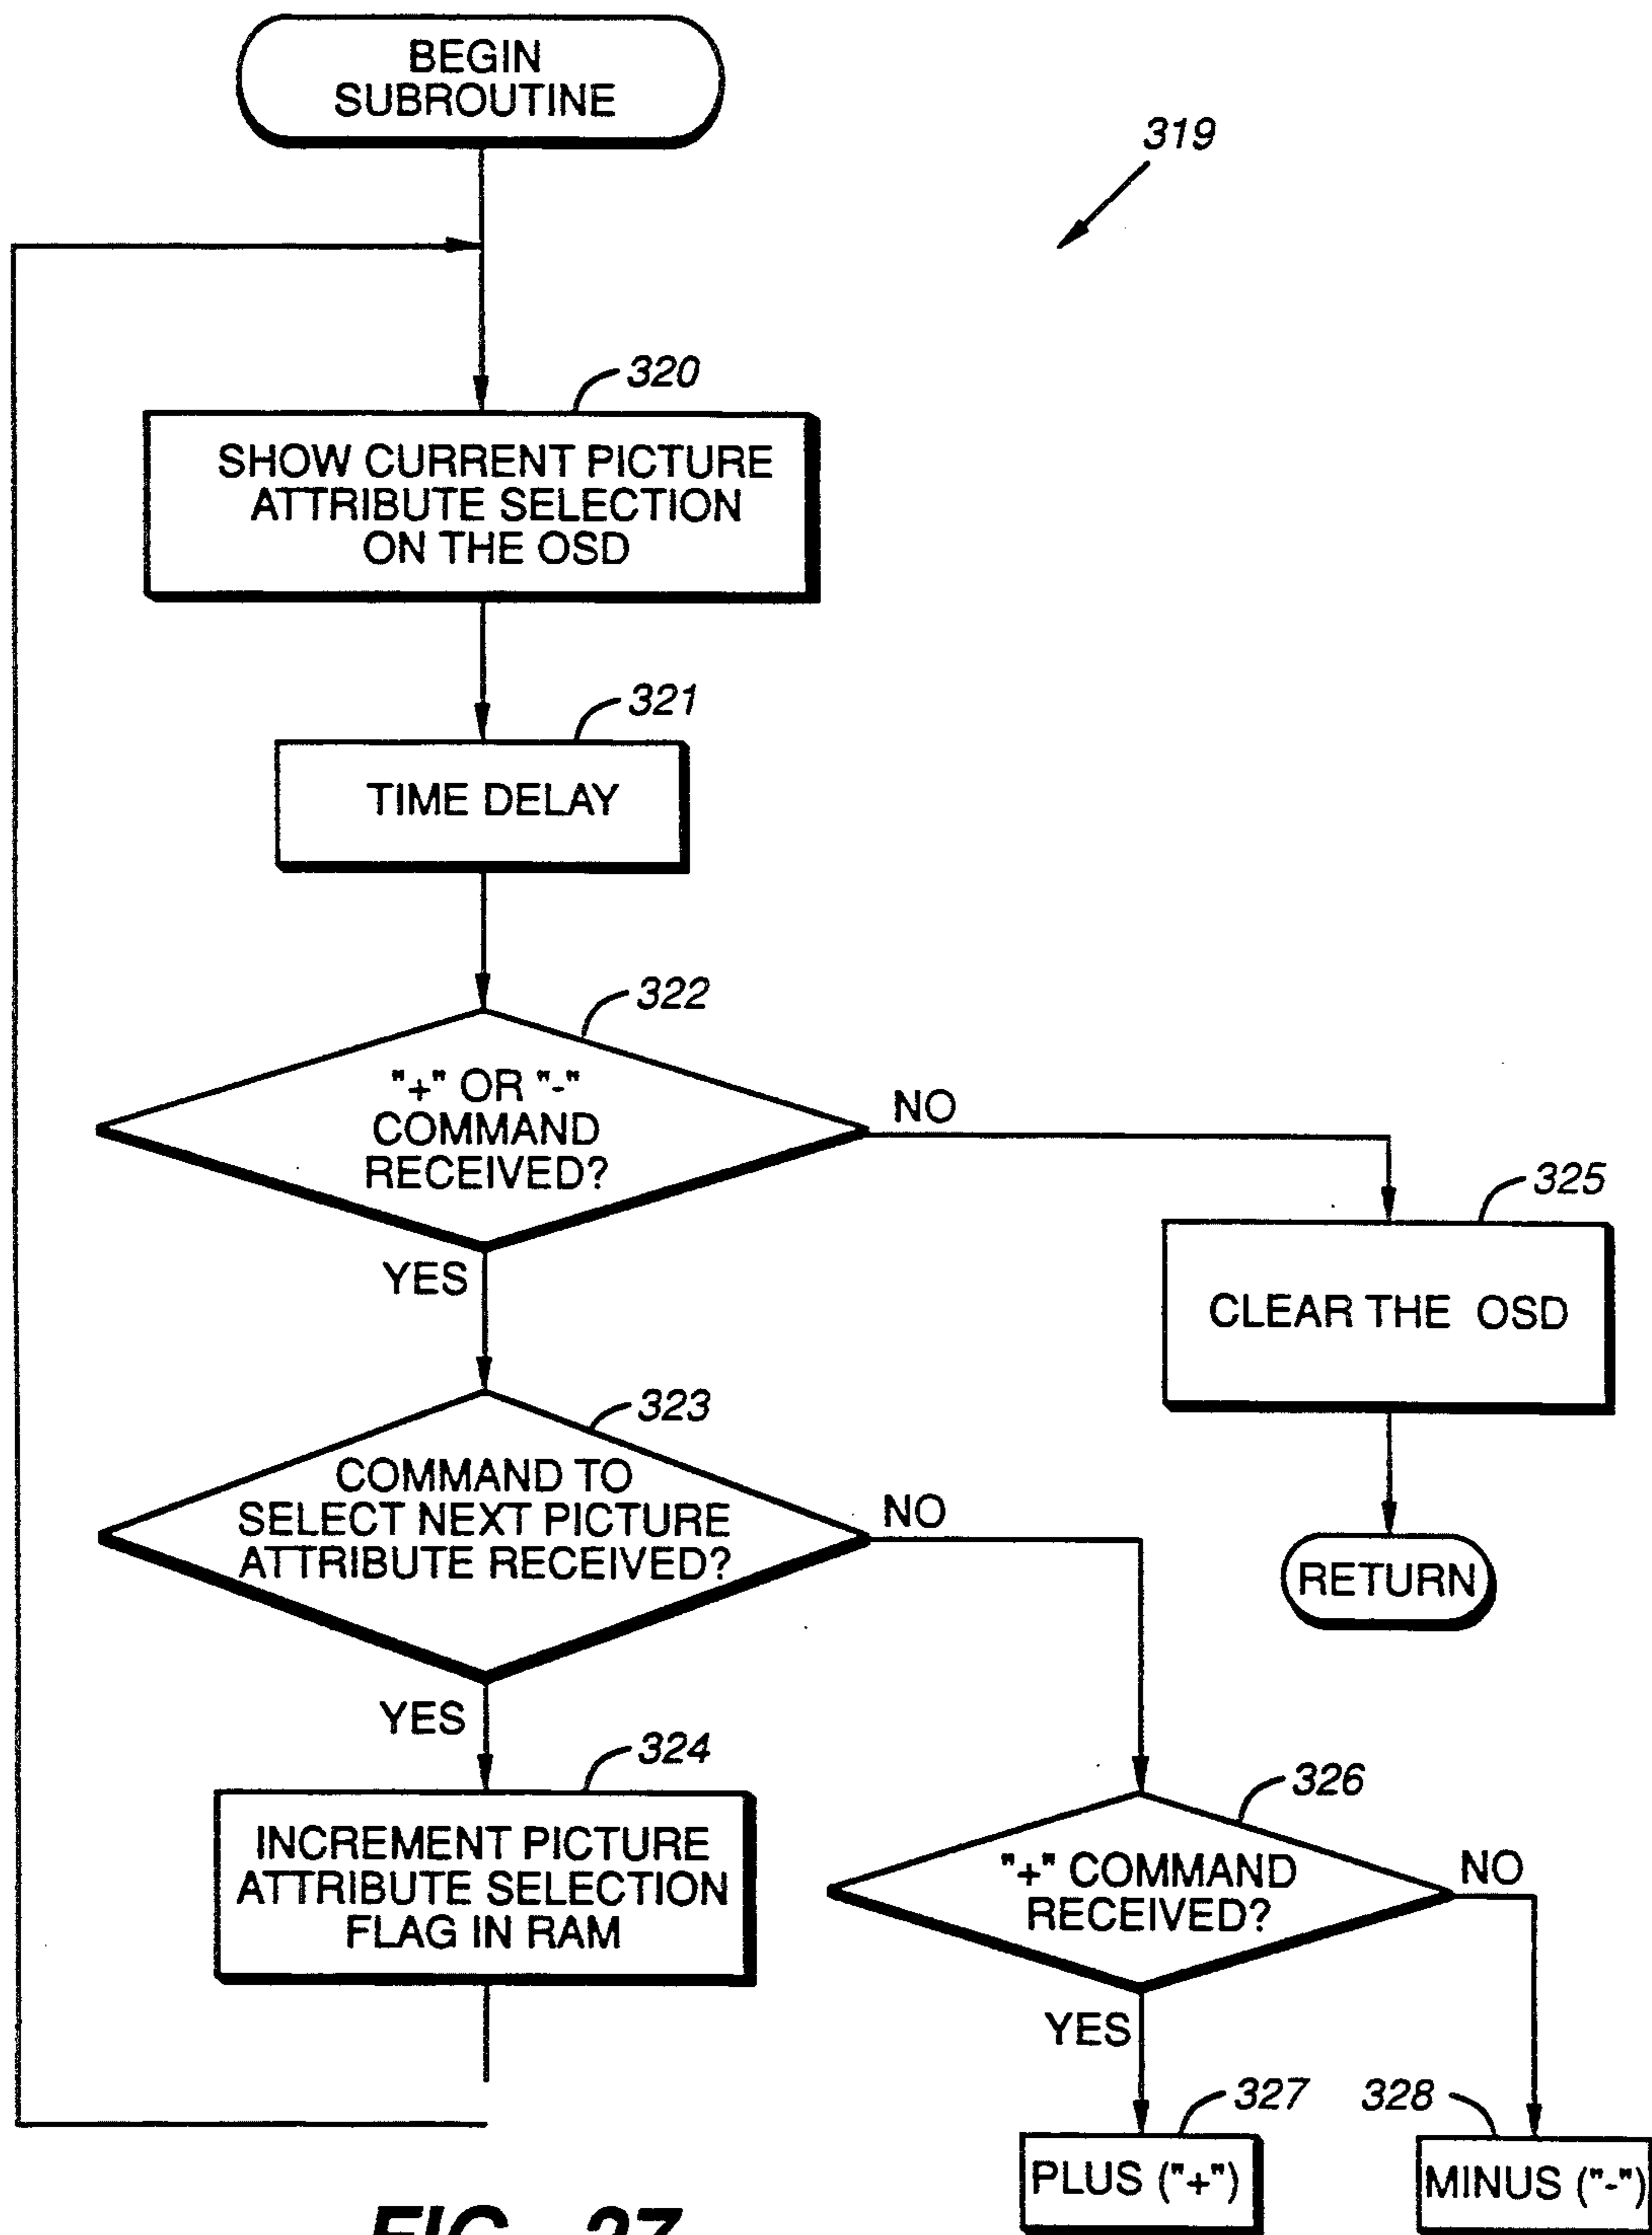 BEGIN
SUBROUTINE
319
320
SHOW CURRENT PICTURE
ATTRIBUTE SELECTION
ON THE OSD
321
TIME DELAY
322
"+" OR "-"
COMMAND
RECEIVED?
NO
YES
325
CLEAR THE OSD
RETURN
323
COMMAND TO
SELECT NEXT PICTURE
ATTRIBUTE RECEIVED?
NO
YES
324
INCREMENT PICTURE
ATTRIBUTE SELECTION
FLAG IN RAM
326
"+" COMMAND
RECEIVED?
NO
YES
327
PLUS ("+")
328
MINUS ("-")
FIG. 27